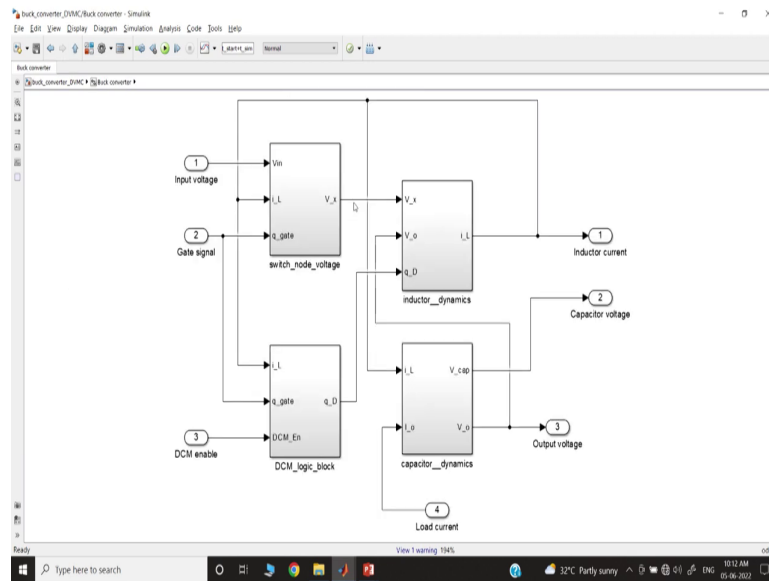 buck_converter_DVMC/Buck converter - Simulink
File Edit View Display Diagram Simulation Analysis Code Tools Help
t_start+t_sim Normal
Buck converter
buck_converter_DVMC Buck converter
1
Input voltage
2
Gate signal
3
DCM enable
Vin
i_L
q_gate
V_x
switch_node_voltage
i_L
q_gate
DCM_En
q_D
DCM_logic_block
V_x
V_o
q_D
i_L
inductor__dynamics
i_L
i_o
V_cap
V_o
capacitor__dynamics
4
Load current
1
Inductor current
2
Capacitor voltage
3
Output voltage
Ready View 1 warning 194%
Type here to search
32°C Partly sunny ENG 10:12 AM
05-06-2022